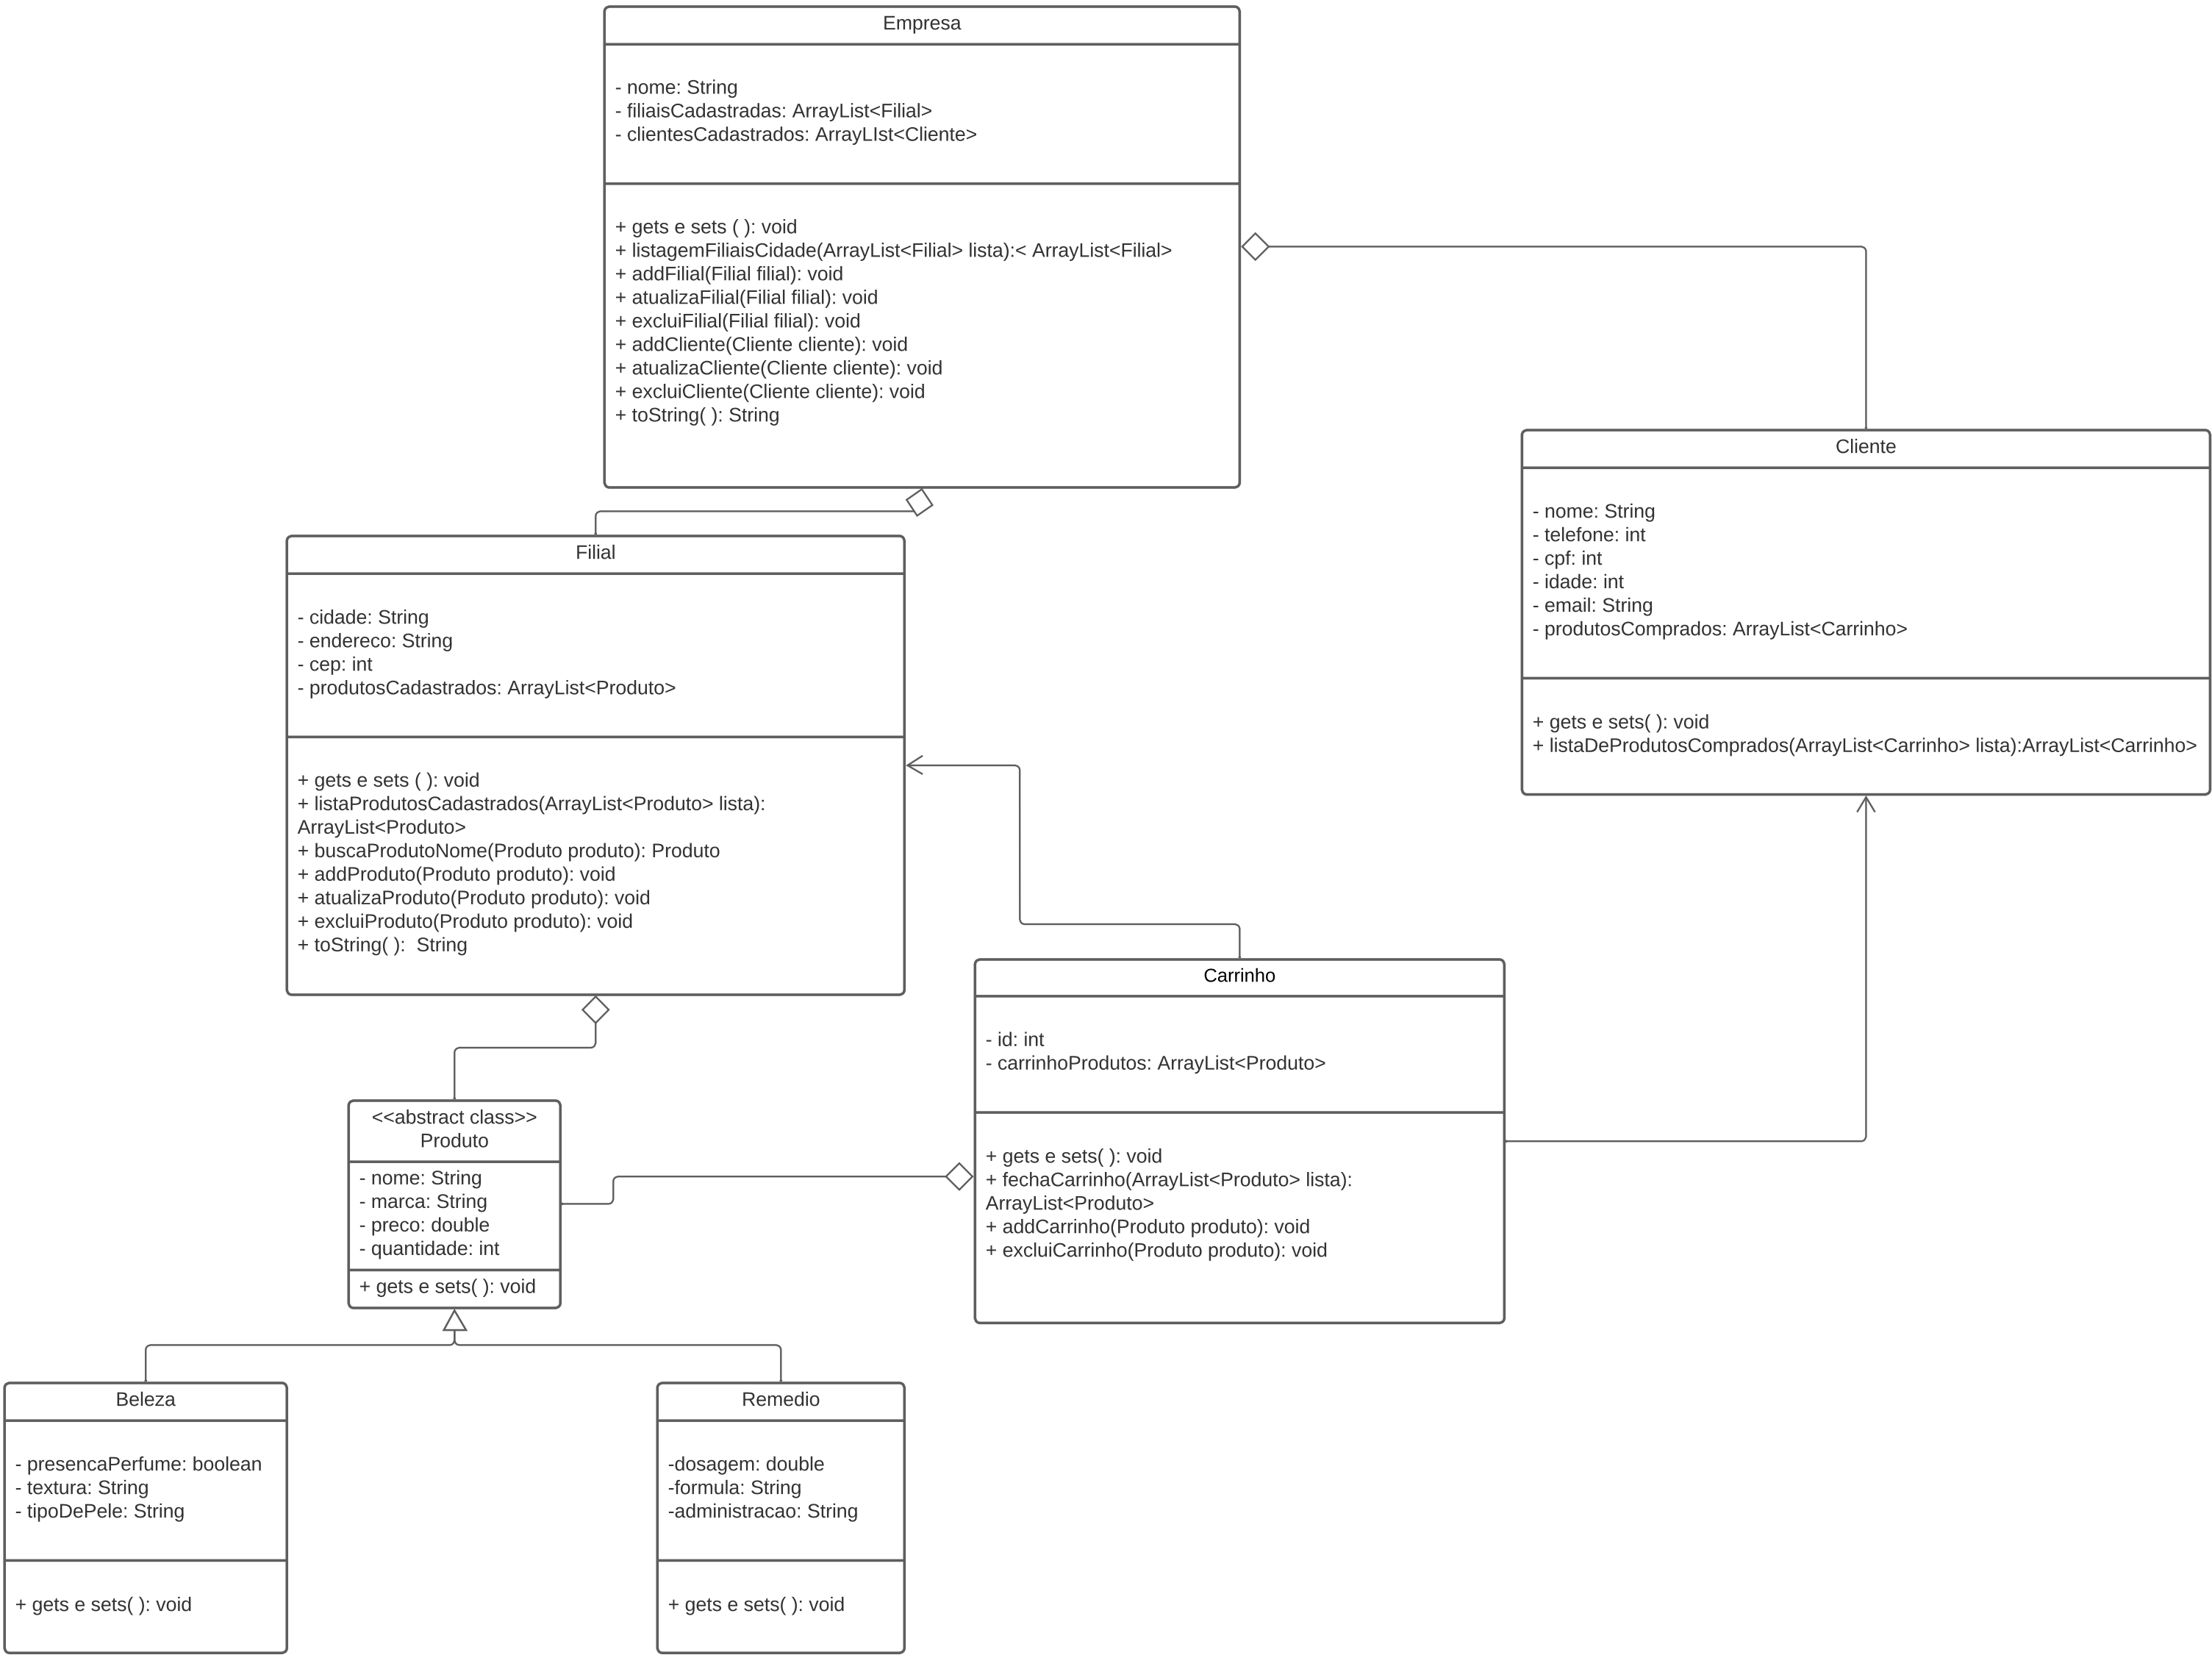 Empresa
- nome: String
- filiaisCadastradas: ArrayList<Filial>
- clientesCadastrados: ArrayLIst<Cliente>
+ gets e sets ( ): void
+ listagemFiliaisCidade(ArrayList<Filial> lista):< ArrayList<Filial>
+ addFilial(Filial filial): void
+ atualizaFilial(Filial filial): void
+ excluiFilial(Filial filial): void
+ addCliente(Cliente cliente): void
+ atualizaCliente(Cliente cliente): void
+ excluiCliente(Cliente cliente): void
+ toString( ): String
Cliente
- nome: String
- telefone: int
- cpf: int
- idade: int
- email: String
- produtosComprados: ArrayList<Carrinho>
+ gets e sets( ): void
+ listaDeProdutosComprados(ArrayList<Carrinho> lista):ArrayList<Carrinho>
Filial
- cidade: String
- endereco: String
- cep: int
- produtosCadastrados: ArrayList<Produto>
+ gets e sets ( ): void
+ listaProdutosCadastrados(ArrayList<Produto> lista):
ArrayList<Produto>
+ buscaProdutoNome(Produto produto): Produto
+ addProduto(Produto produto): void
+ atualizaProduto(Produto produto): void
+ excluiProduto(Produto produto): void
+ toString( ):  String
Carrinho
- id: int
- carrinhoProdutos: ArrayList<Produto>
+ gets e sets( ): void
+ fechaCarrinho(ArrayList<Produto> lista):
ArrayList<Produto>
+ addCarrinho(Produto produto): void
+ excluiCarrinho(Produto produto): void
<<abstract class>>
Produto
- nome: String
- marca: String
- preco: double
- quantidade: int
+ gets e sets( ): void
Beleza
- presencaPerfume: boolean
- textura: String
- tipoDePele: String
+ gets e sets( ): void
Remedio
-dosagem: double
-formula: String
-administracao: String
+ gets e sets( ): void